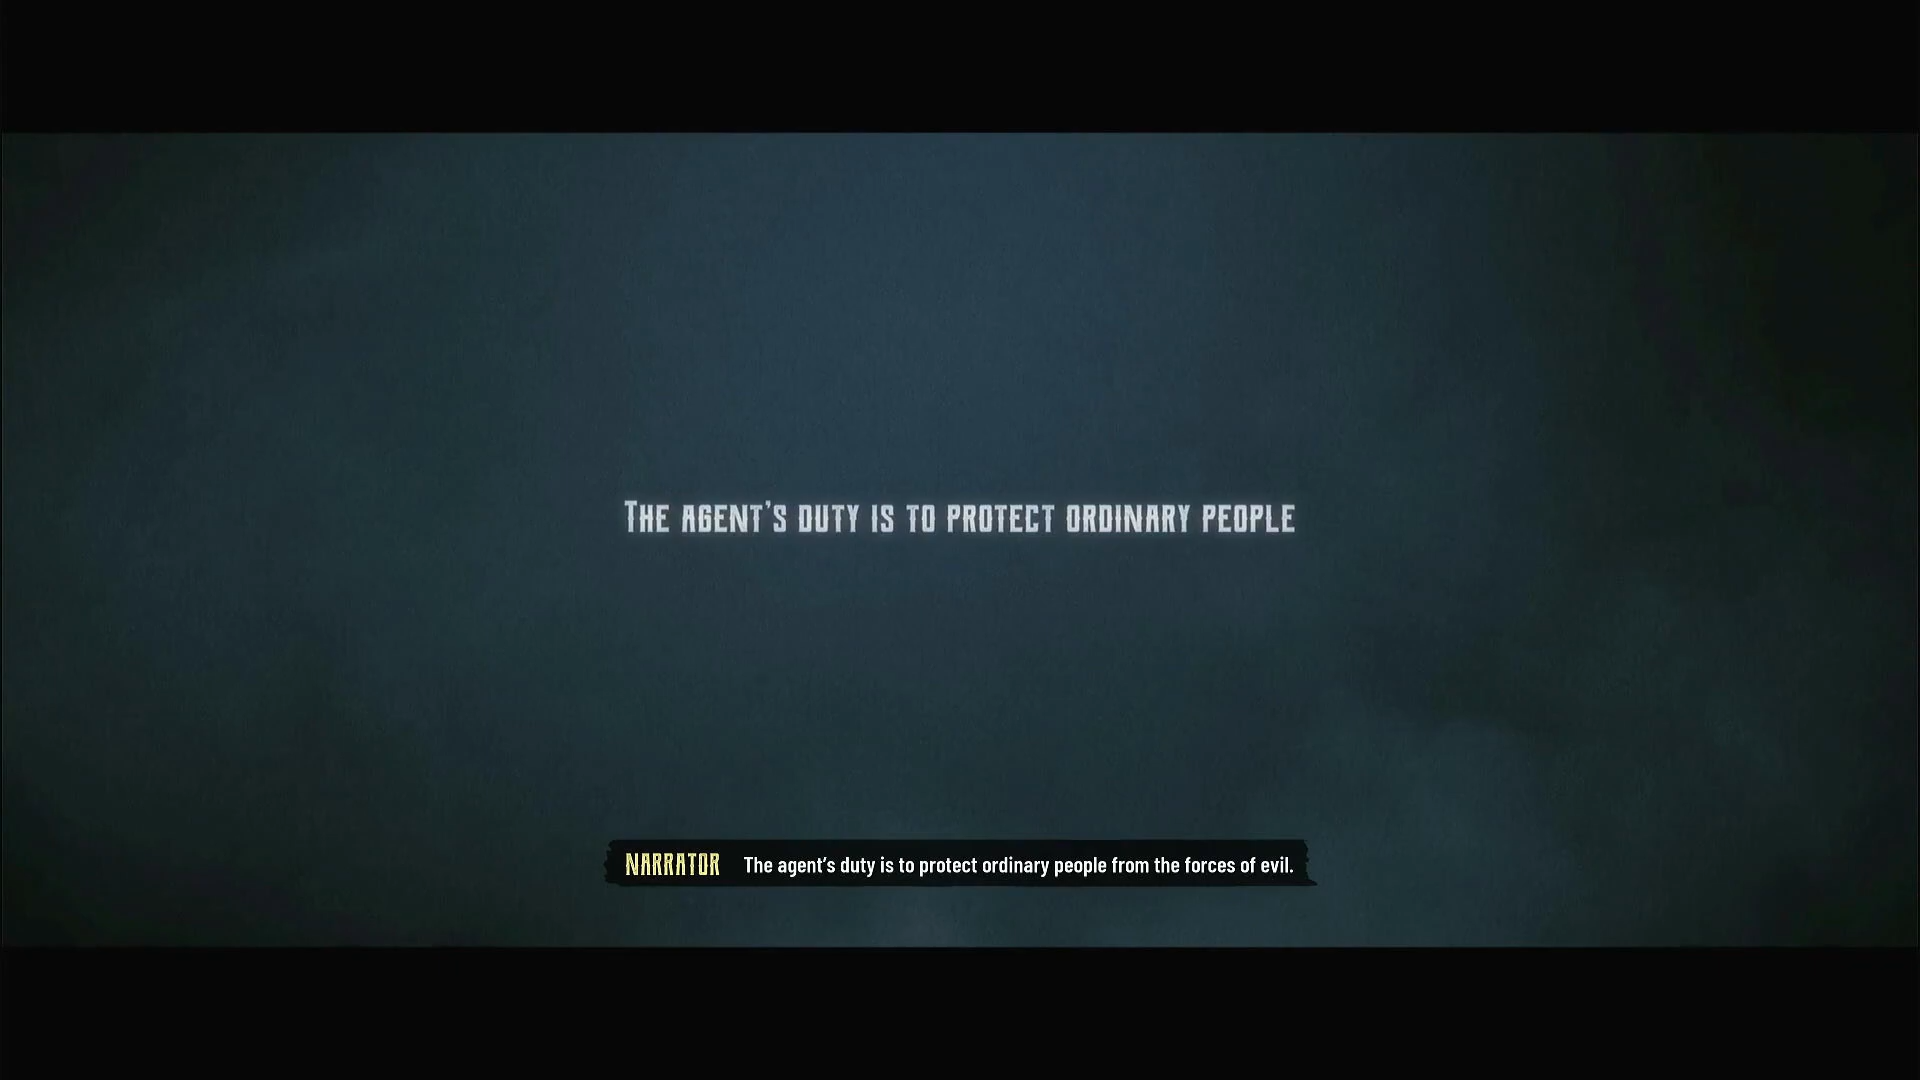 THE AGENT'S DUTY IS TO PROTECT ORDINARY PEOPLE
NARRATOR The agent's duty is to protect ordinary people from the forces of evil.